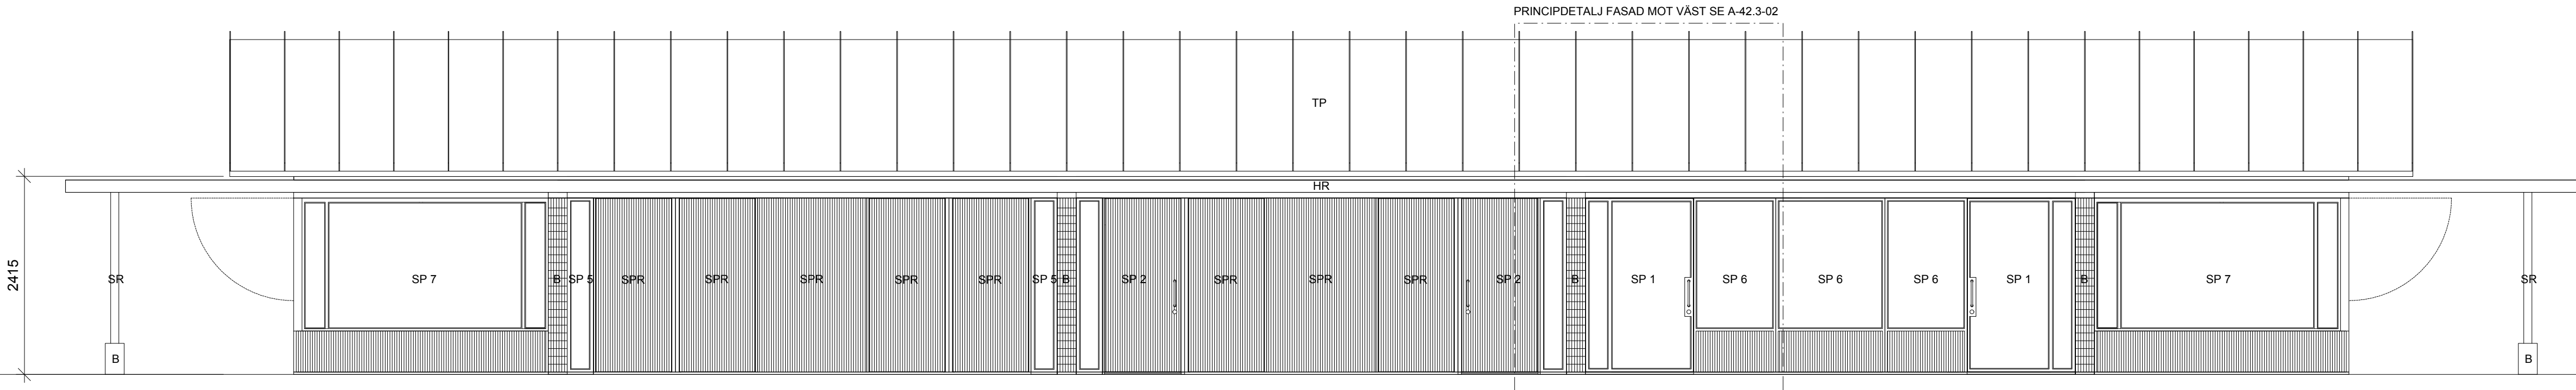 PRINCIPDETALJ FASAD MOT VÄST SE A-42.3-02
TP
HR
2415
SR
SP 7
B
SP 5
SPR
SPR
SPR
SPR
SPR
SP 5
B
SP 2
SPR
SPR
SPR
SP 2
B
SP 1
SP 6
SP 6
SP 6
SP 1
B
SP 7
SR
B
B